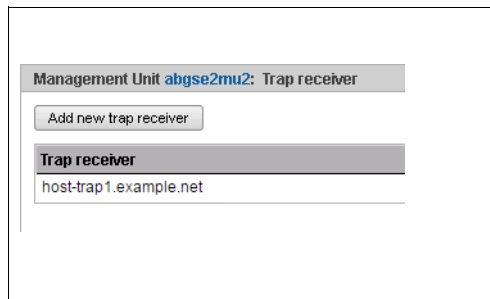 Management Unit abgse2mu2: Trap receiver
Add new trap receiver
Trap receiver
host-trap1.example.net